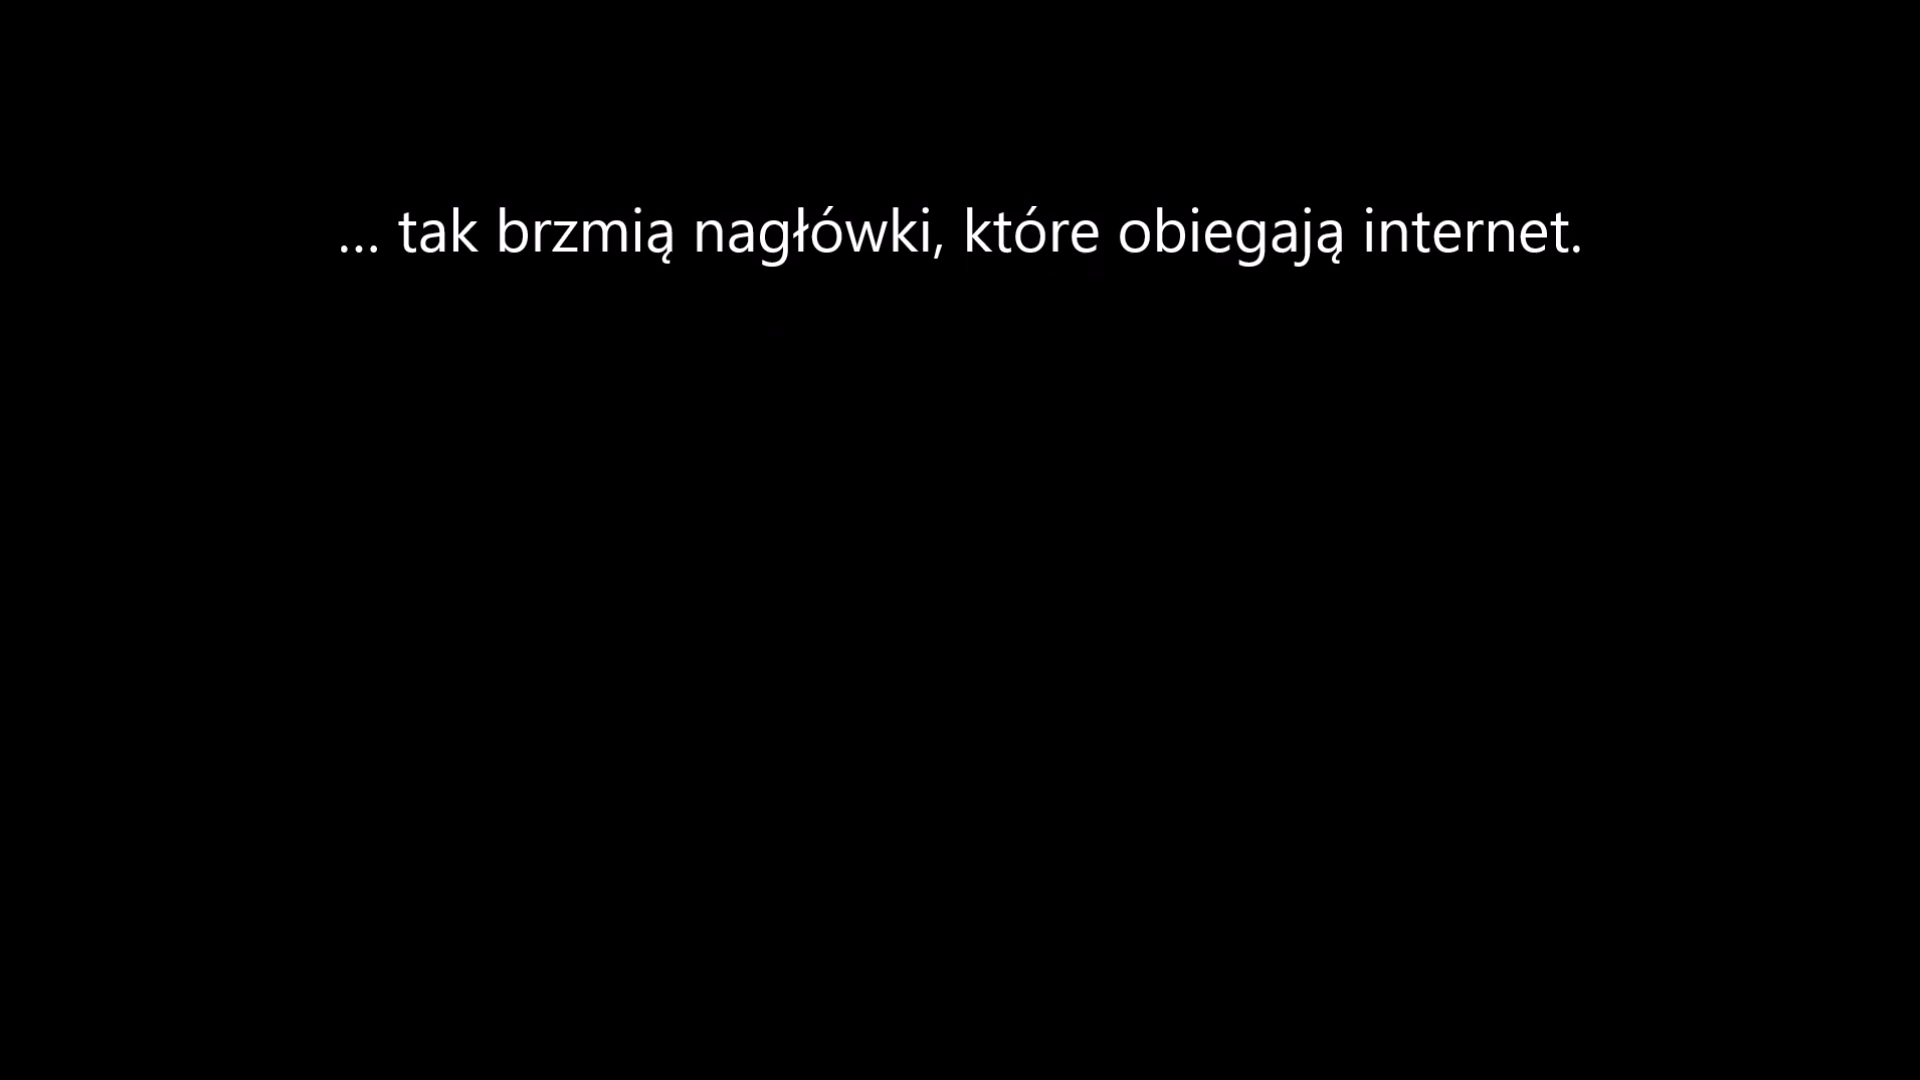 ... tak brzmią nagłówki, które obiegają internet.